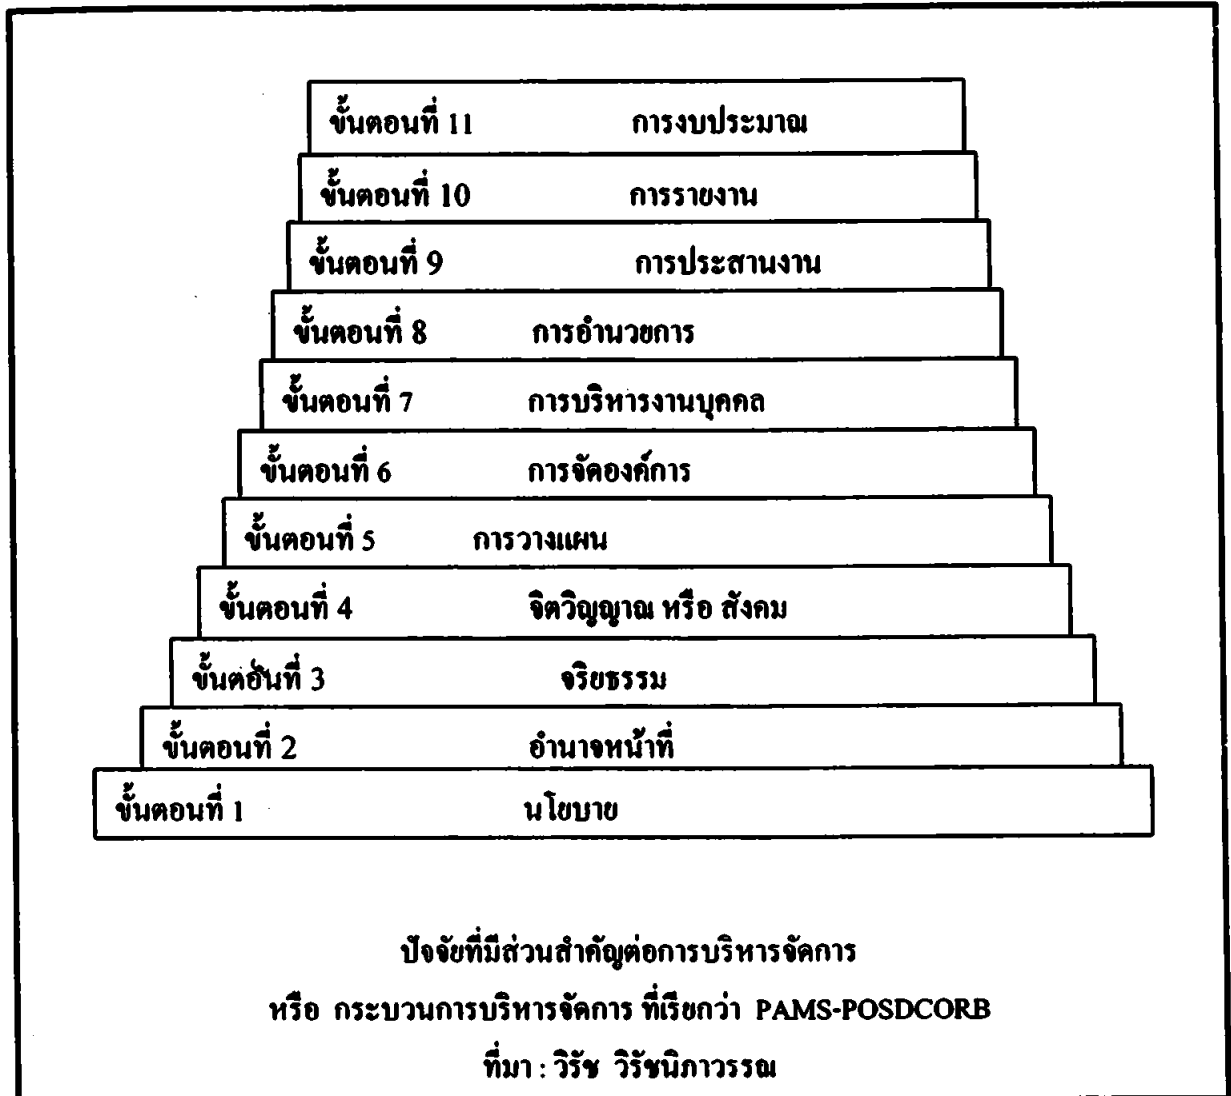 ขั้นตอนที่ 11 การงบประมาณ
ขั้นตอนที่ 10 การรายงาน
ขั้นตอนที่ 9 การประสานงาน
ขั้นตอนที่ 8 การอำนวยการ
ขั้นตอนที่ 7 การบริหารงานบุคคล
ขั้นตอนที่ 6 การจัดองค์การ
ขั้นตอนที่ 5 การวางแผน
ขั้นตอนที่ 4 จิตวิญญาณ หรือ สังคม
ขั้นตอนที่ 3 จริยธรรม
ขั้นตอนที่ 2 อำนาจหน้าที่
ขั้นตอนที่ 1 นโยบาย
ปัจจัยที่มีส่วนสำคัญต่อการบริหารจัดการ
หรือ กระบวนการบริหารจัดการ ที่เรียกว่า PAMS-POSDCORB
ที่มา : วิรัช วิรัชนิภาวรรณ